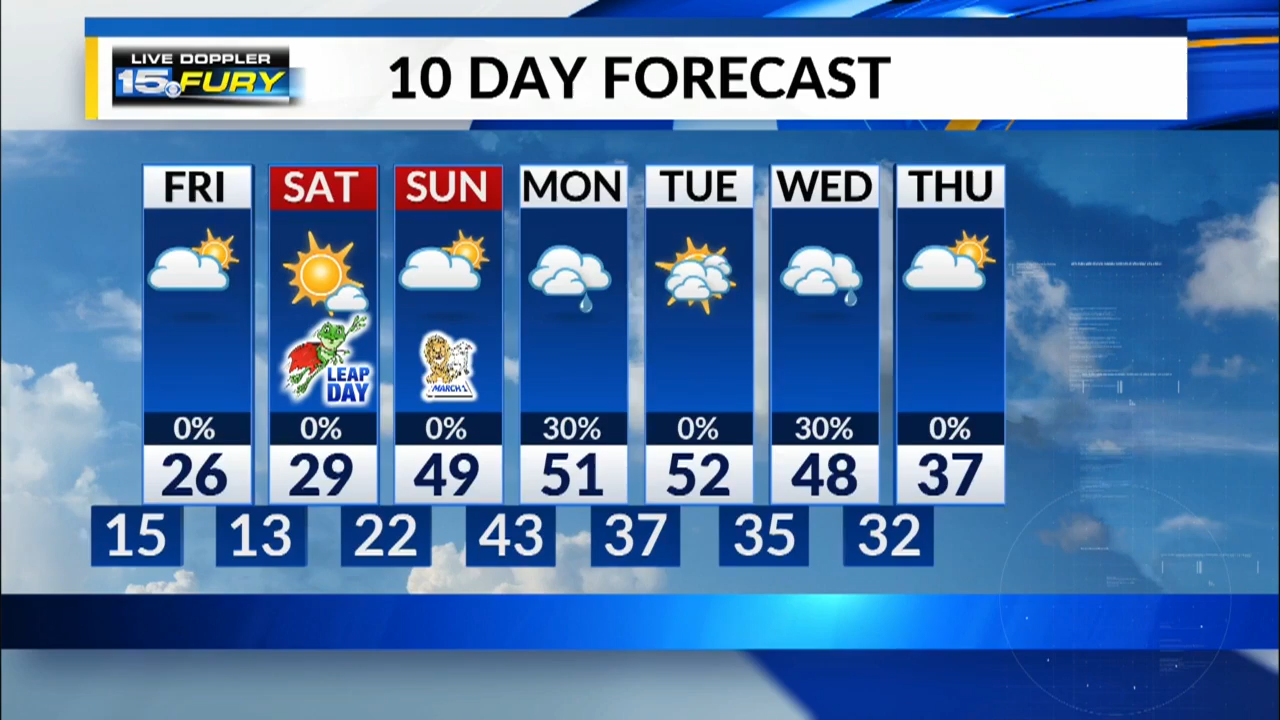 LIVE DOPPLER
15 FURY
10 DAY FORECAST
FRI SAT SUN MON TUE WED THU
LEAP
DAY
MARCH 1
0% 0% 0% 30% 0% 30% 0%
26 29 49 51 52 48 37
15 13 22 43 37 35 32